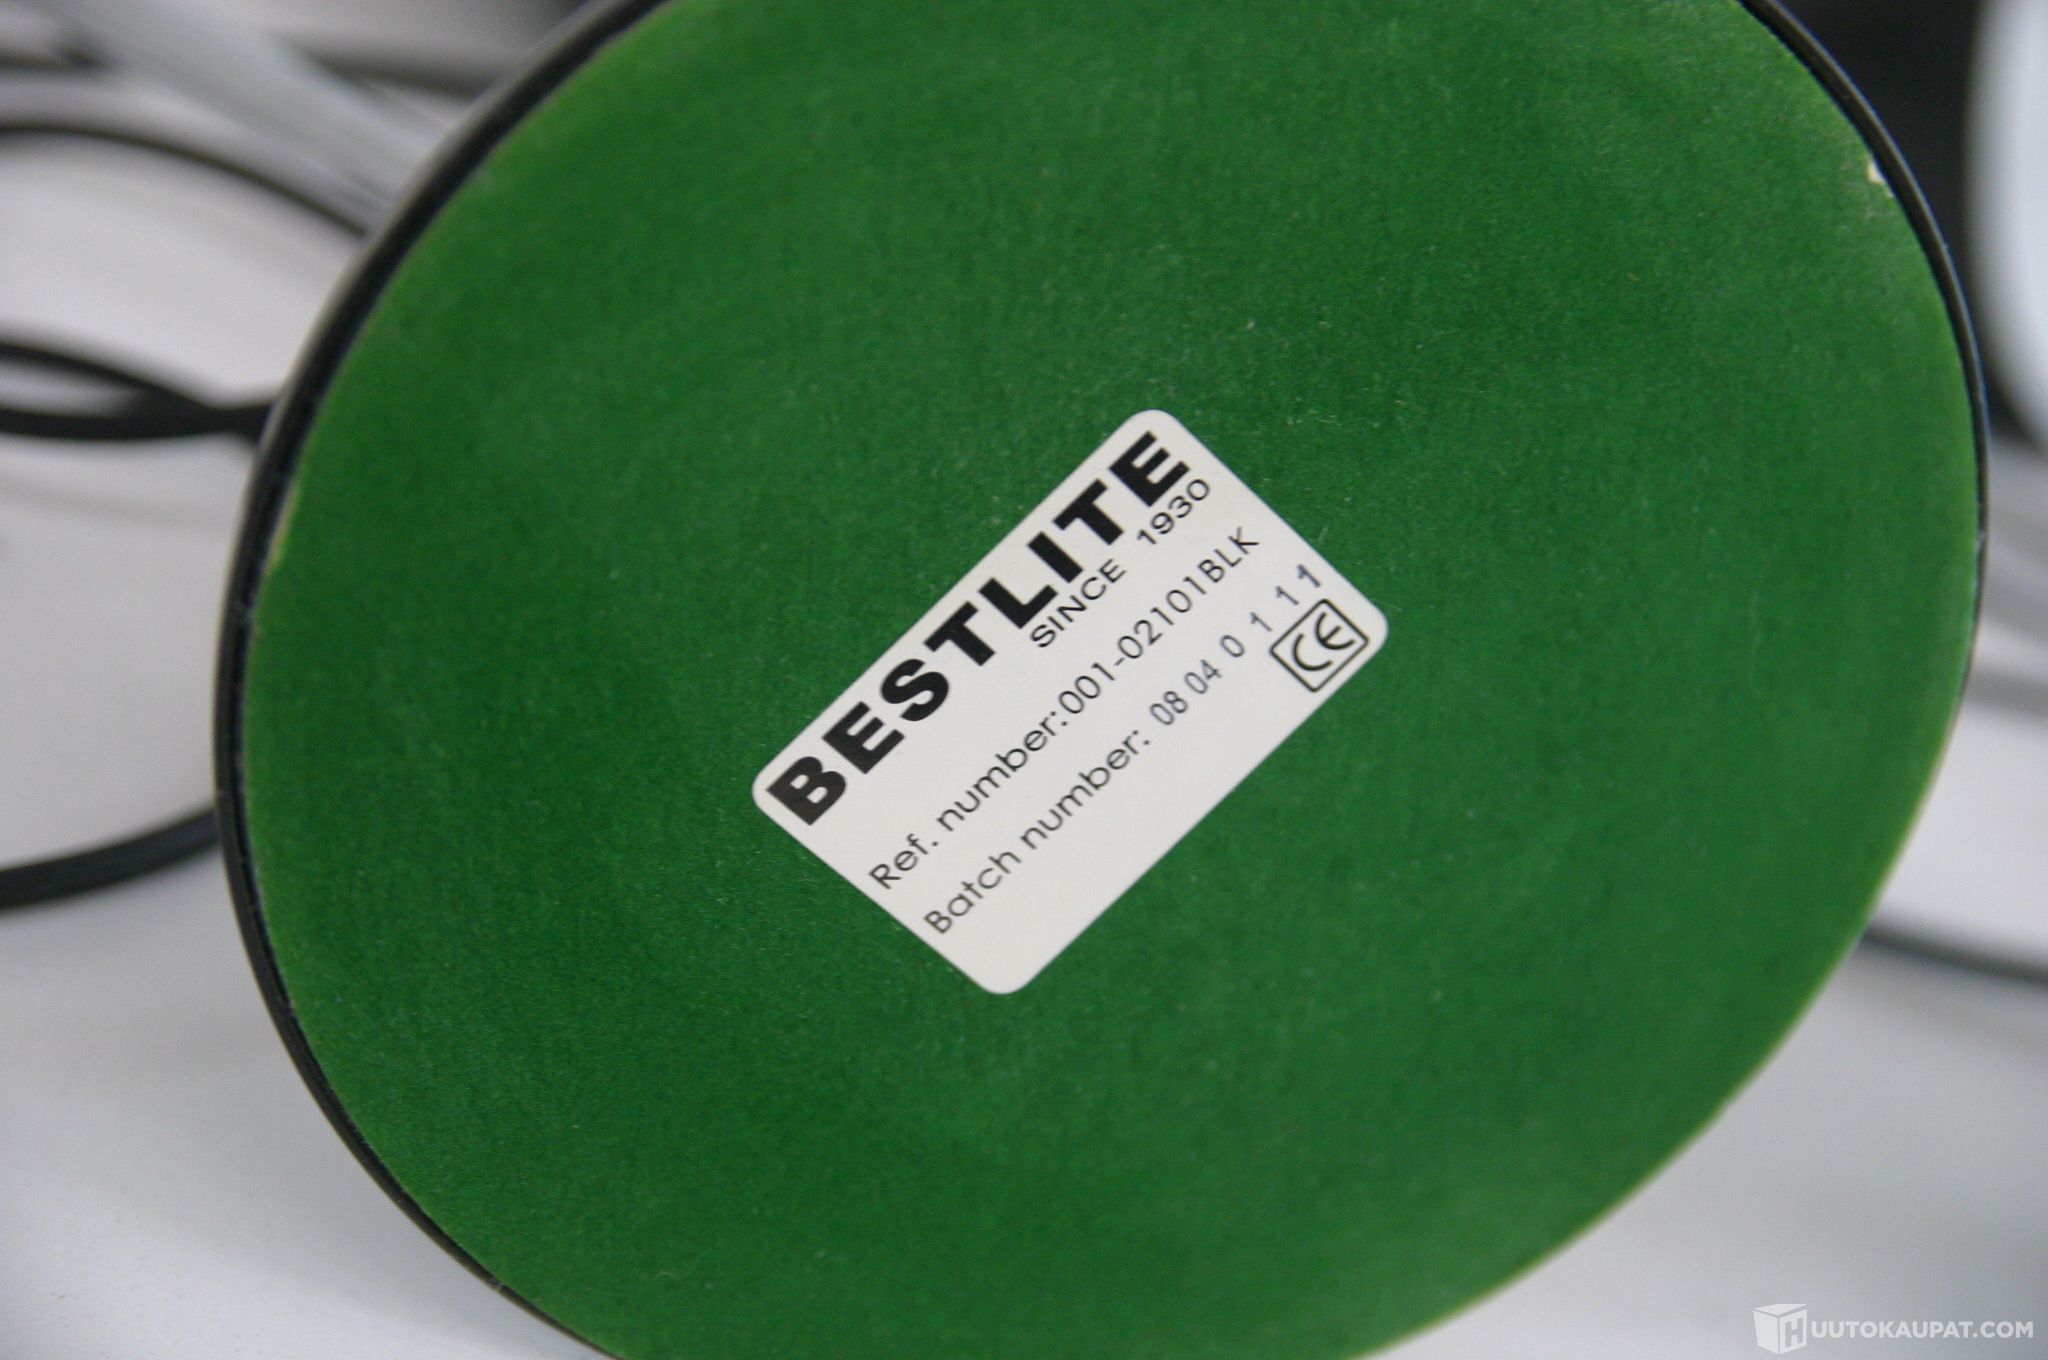 BESTLITE
SINCE 1930
Ref. number:001-02101BLK
Batch number: 08 04 0 1 1 1
CE
HUUTOKAUPAT.COM